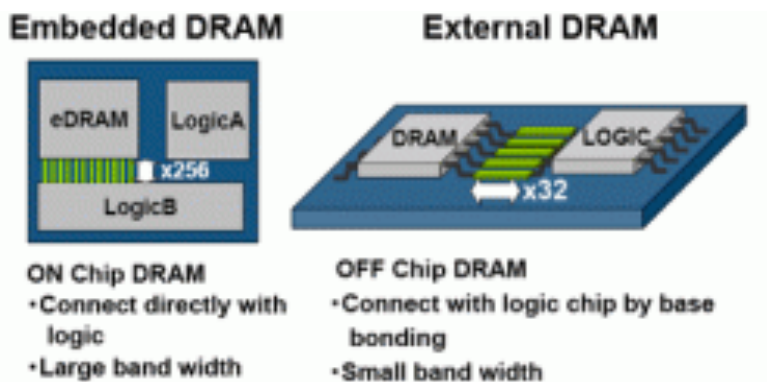 Embedded DRAM
eDRAM
LogicA
x256
LogicB
ON Chip DRAM
•Connect directly with
logic
•Large band width
External DRAM
DRAM
LOGIC
x32
OFF Chip DRAM
•Connect with logic chip by base
bonding
•Small band width